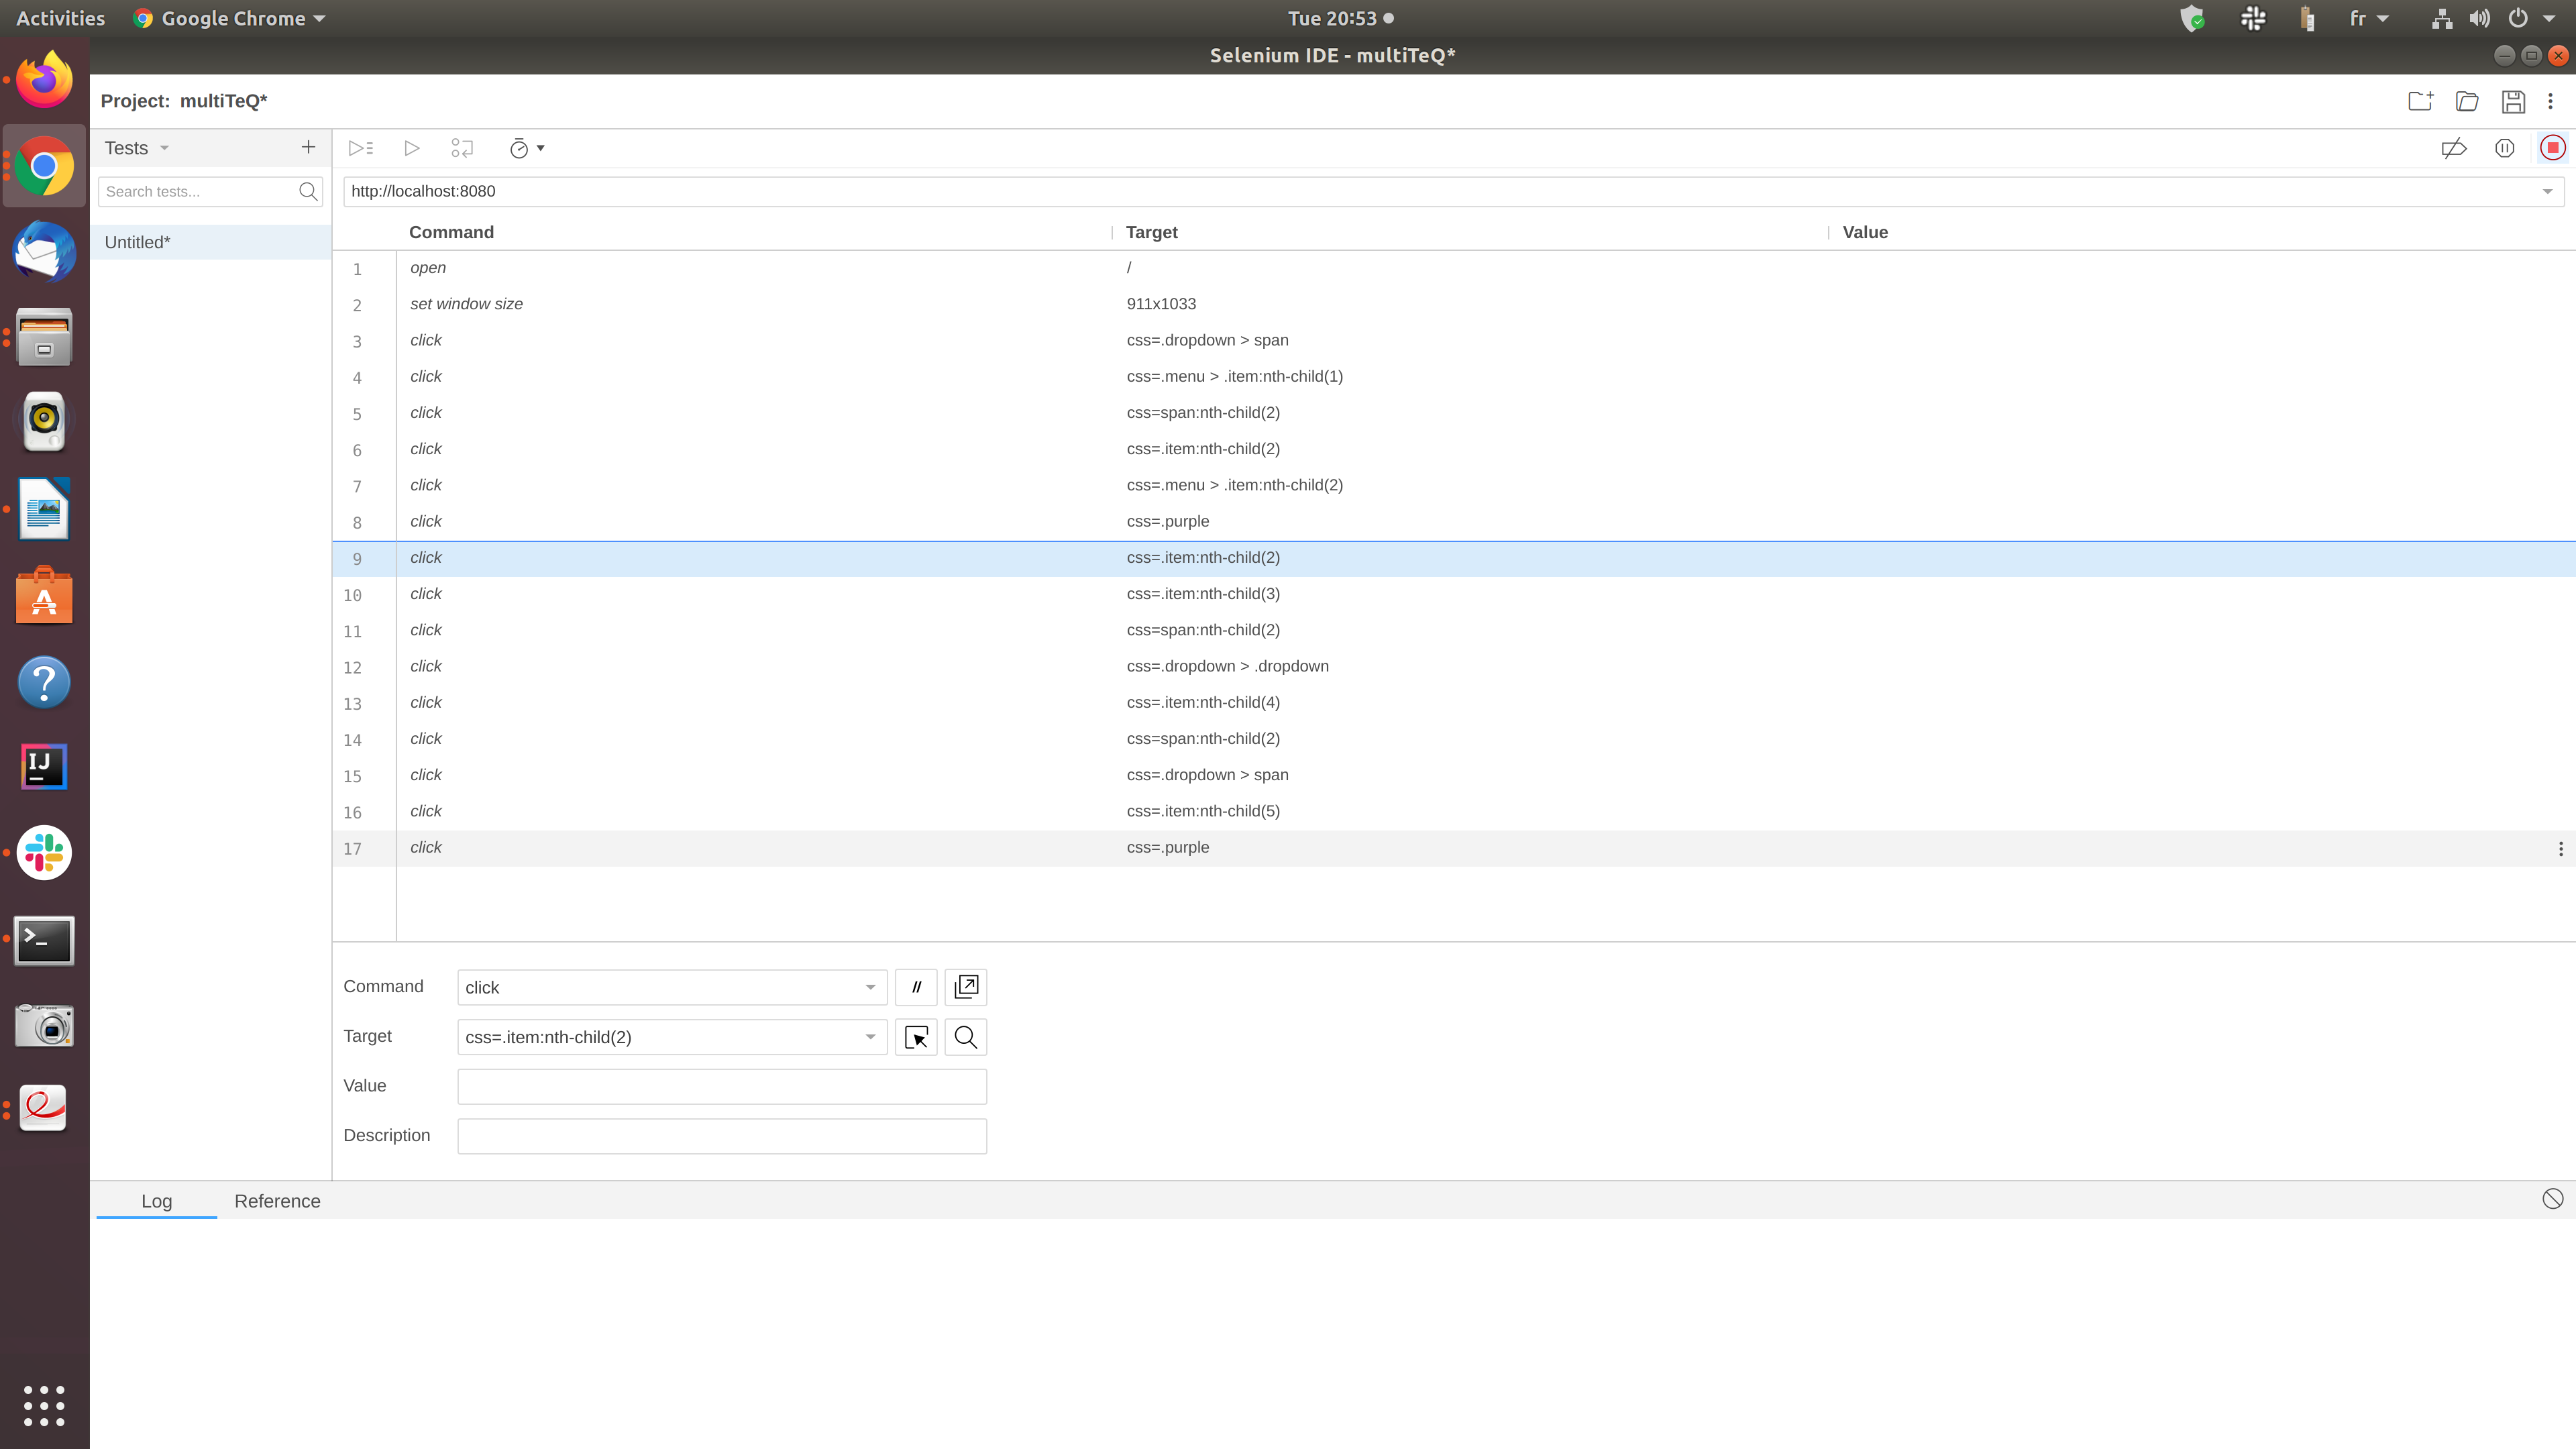 Activities Google Chrome Tue 20:53 fr
Selenium IDE - multiTeQ*
Project: multiTeQ*
Tests
Search tests...
http://localhost:8080
Untitled*
Command Target Value
1 open /
2 set window size 911x1033
3 click css=.dropdown > span
4 click css=.menu > .item:nth-child(1)
5 click css=span:nth-child(2)
6 click css=.item:nth-child(2)
7 click css=.menu > .item:nth-child(2)
8 click css=.purple
9 click css=.item:nth-child(2)
10 click css=.item:nth-child(3)
11 click css=span:nth-child(2)
12 click css=.dropdown > .dropdown
13 click css=.item:nth-child(4)
14 click css=span:nth-child(2)
15 click css=.dropdown > span
16 click css=.item:nth-child(5)
17 click css=.purple
Command click //
Target css=.item:nth-child(2)
Value
Description
Log Reference